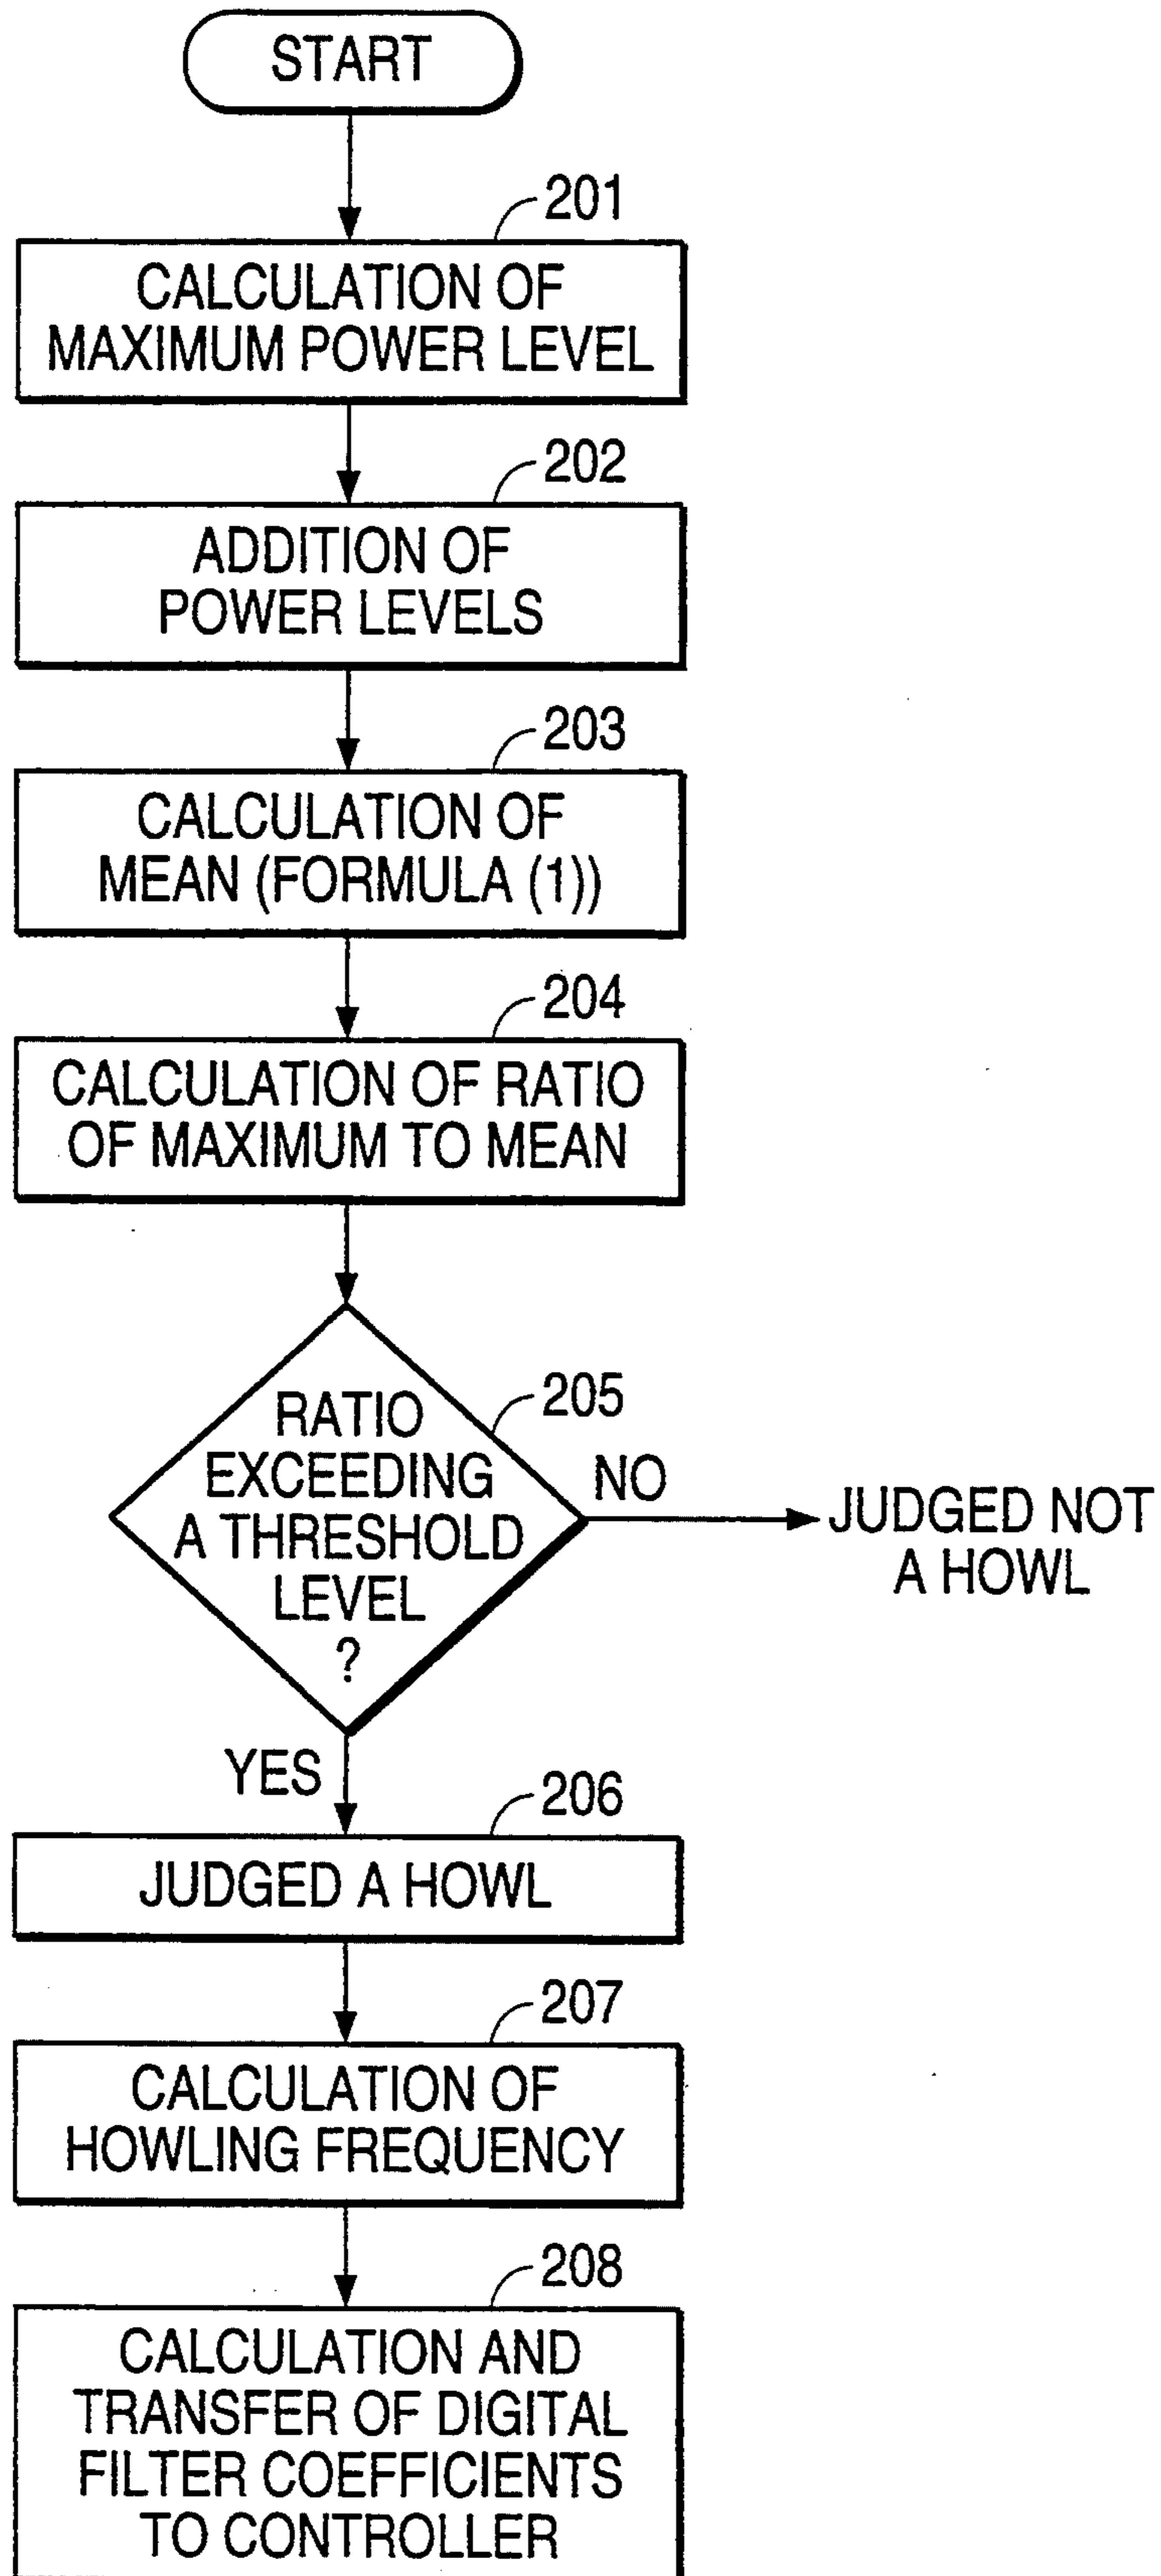 START
201
CALCULATION OF
MAXIMUM POWER LEVEL
202
ADDITION OF
POWER LEVELS
203
CALCULATION OF
MEAN (FORMULA (1))
204
CALCULATION OF RATIO
OF MAXIMUM TO MEAN
205
RATIO
EXCEEDING
A THRESHOLD
LEVEL
?
NO
JUDGED NOT
A HOWL
YES
206
JUDGED A HOWL
207
CALCULATION OF
HOWLING FREQUENCY
208
CALCULATION AND
TRANSFER OF DIGITAL
FILTER COEFFICIENTS
TO CONTROLLER